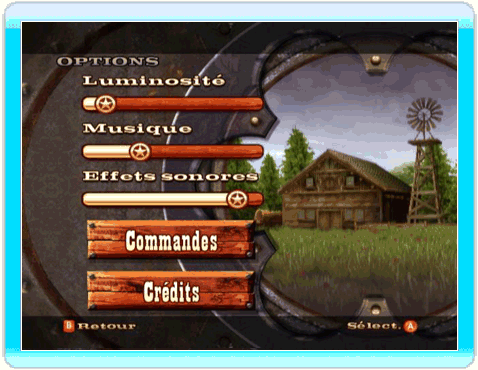 OPTIONS
Luminosité
Musique
Effets sonores
Commandes
Crédits
B Retour
Sélect. A